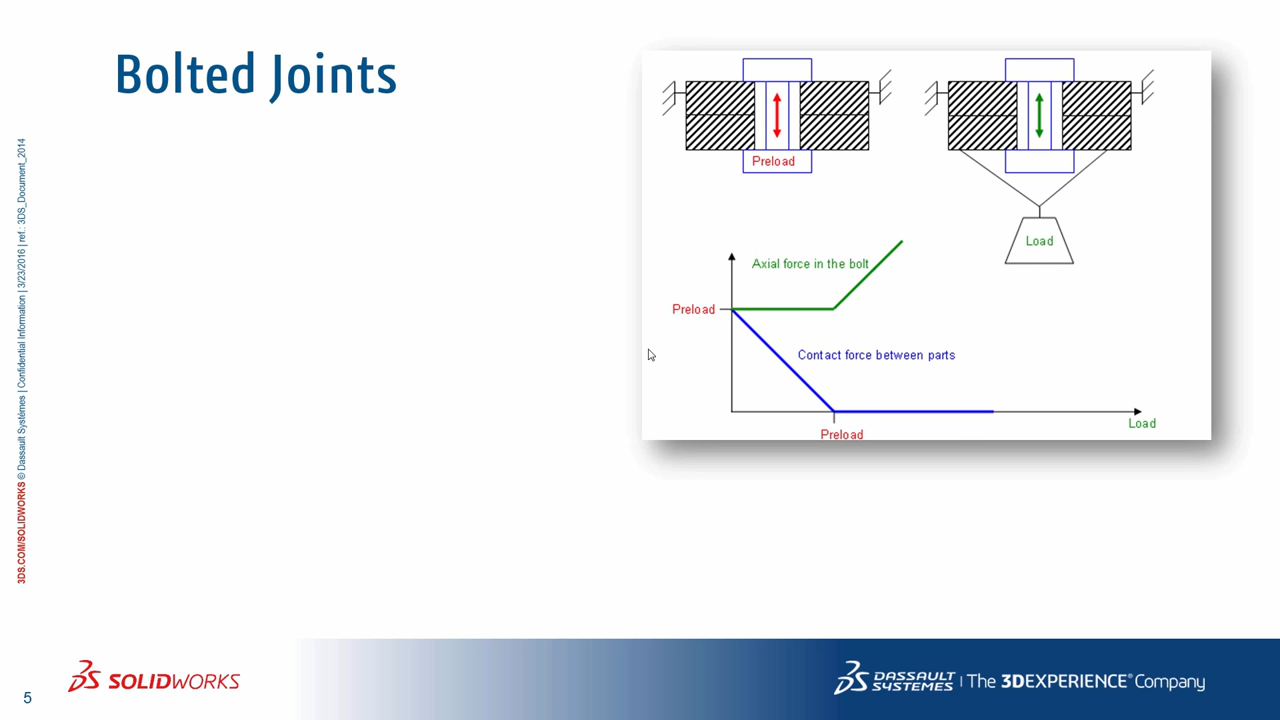 Bolted Joints
Preload
Load
Axial force in the bolt
Preload
Contact force between parts
Load
Preload
3DS.COM/SOLIDWORKS © Dassault Systèmes | Confidential Information | 3/23/2016 | ref.: 3DS_Document_2014
5
SOLIDWORKS
DASSAULT SYSTEMES | The 3DEXPERIENCE® Company